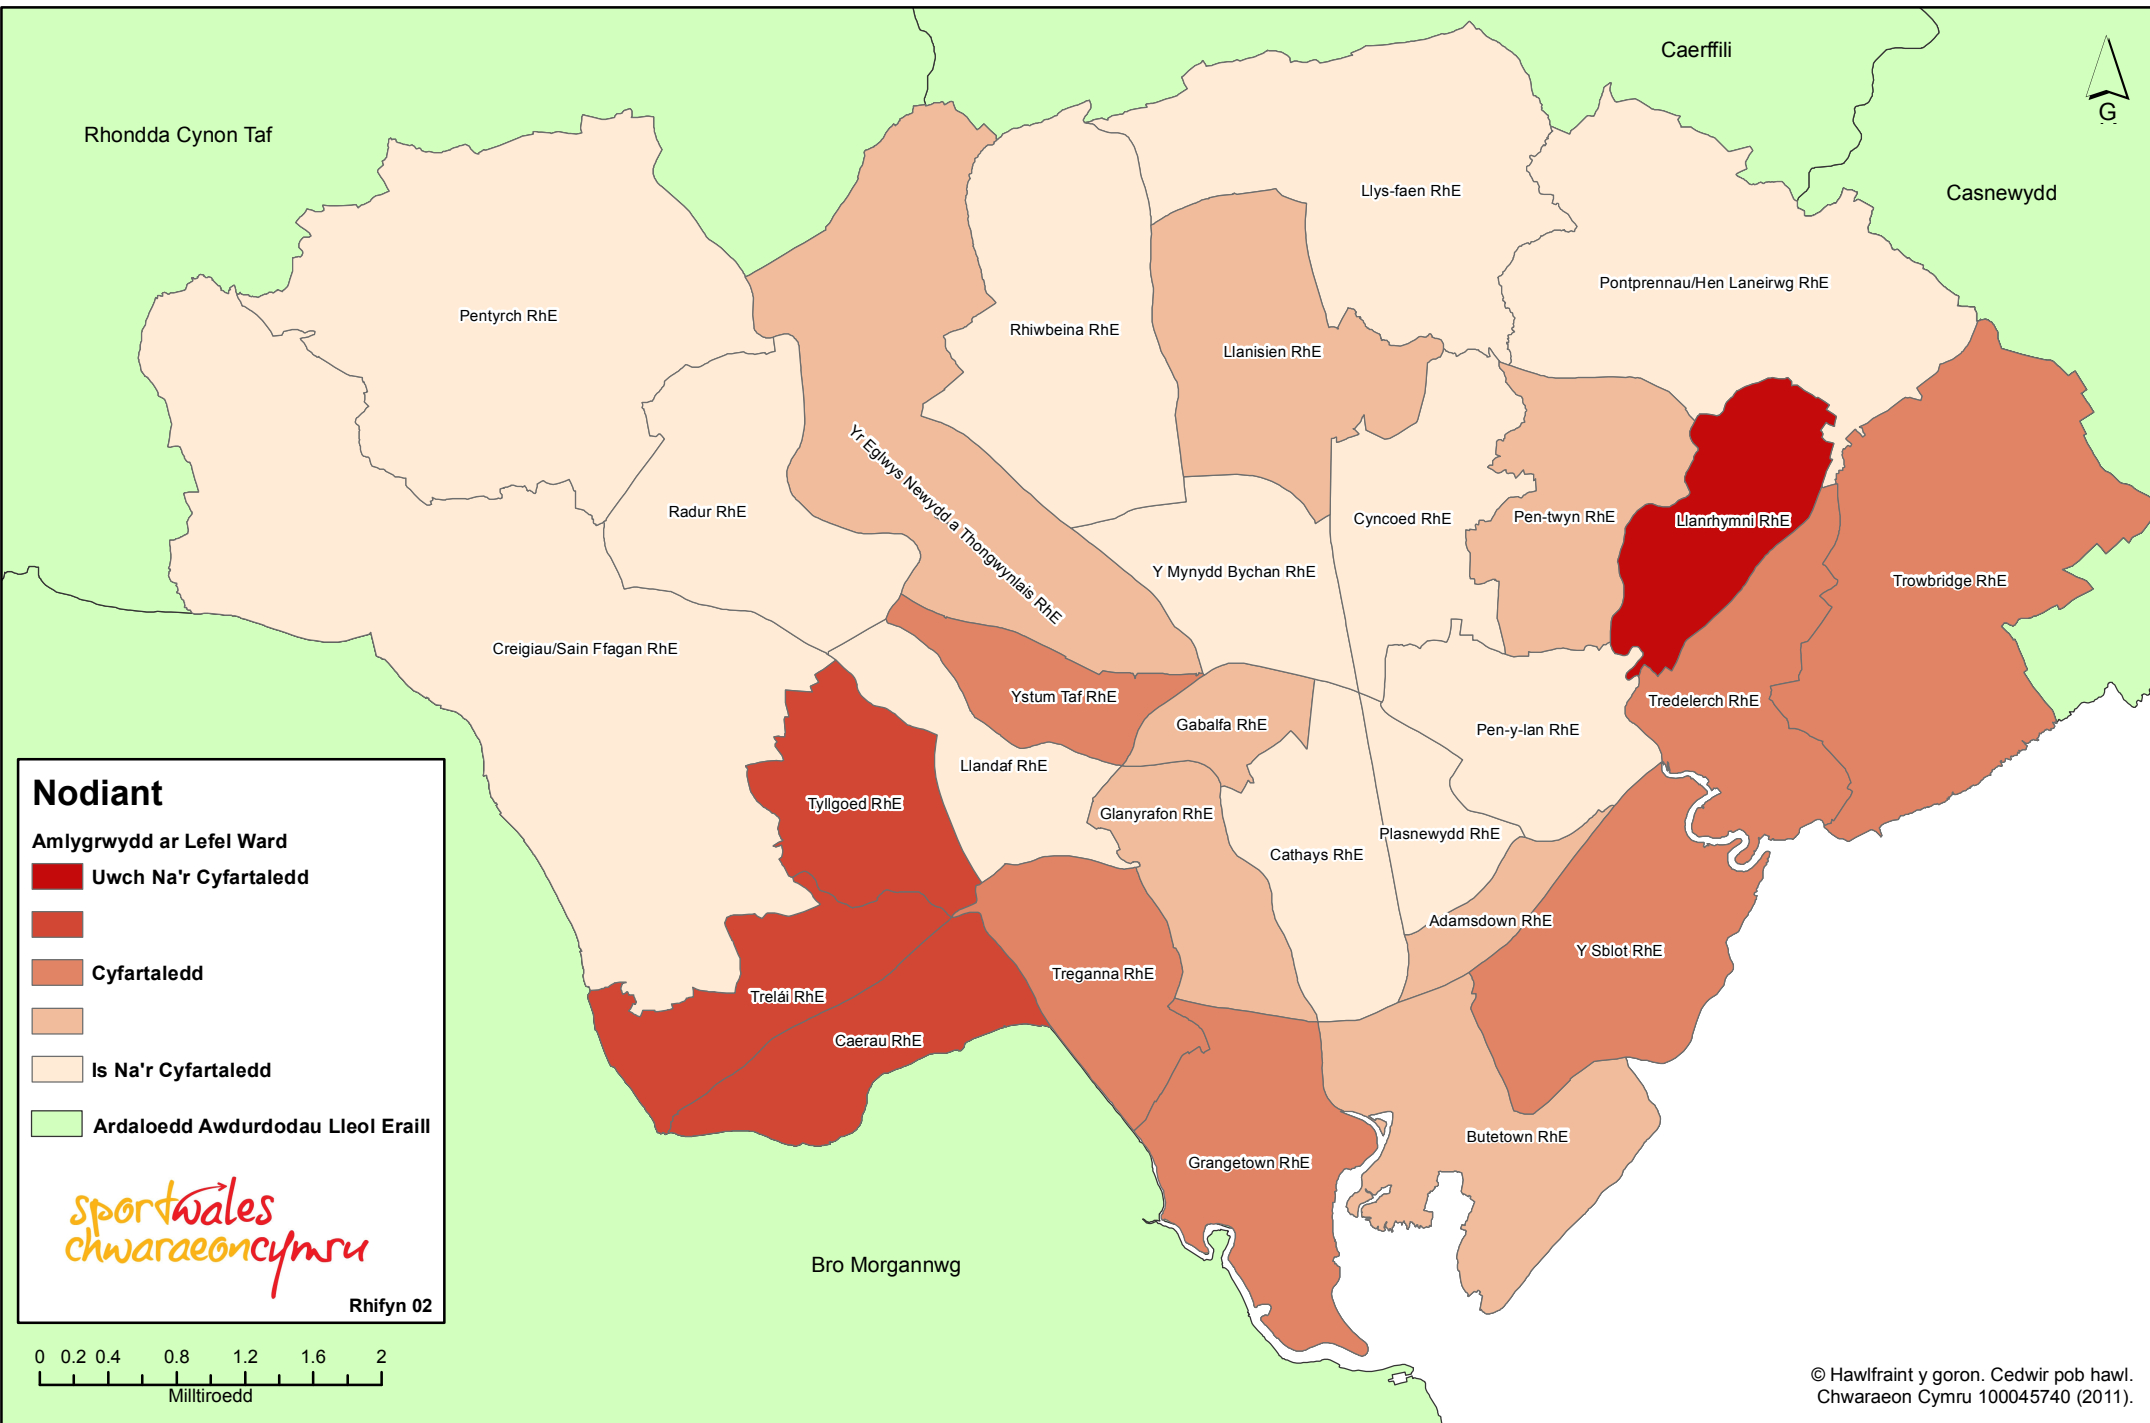 Caerffili
G
Rhondda Cynon Taf
Casnewydd
Llys-faen RhE
Pontprennau/Hen Laneirwg RhE
Pentyrch RhE
Rhiwbeina RhE
Llanisien RhE
Yr Eglwys Newydd a Thongwynlais RhE
Radur RhE
Cyncoed RhE
Pen-twyn RhE
Llanrhymni RhE
Y Mynydd Bychan RhE
Trowbridge RhE
Creigiau/Sain Ffagan RhE
Ystum Taf RhE
Tredelerch RhE
Gabalfa RhE
Pen-y-lan RhE
Llandaf RhE
Tyllgoed RhE
Glanyrafon RhE
Plasnewydd RhE
Cathays RhE
Adamsdown RhE
Y Sblot RhE
Treganna RhE
Trelái RhE
Caerau RhE
Butetown RhE
Grangetown RhE
Bro Morgannwg
Nodiant
Amlygrwydd ar Lefel Ward
Uwch Na'r Cyfartaledd
Cyfartaledd
Is Na'r Cyfartaledd
Ardaloedd Awdurdodau Lleol Eraill
sportwales
chwaraeoncymru
Rhifyn 02
0 0.2 0.4 0.8 1.2 1.6 2
Milltiroedd
© Hawlfraint y goron. Cedwir pob hawl.
Chwaraeon Cymru 100045740 (2011).